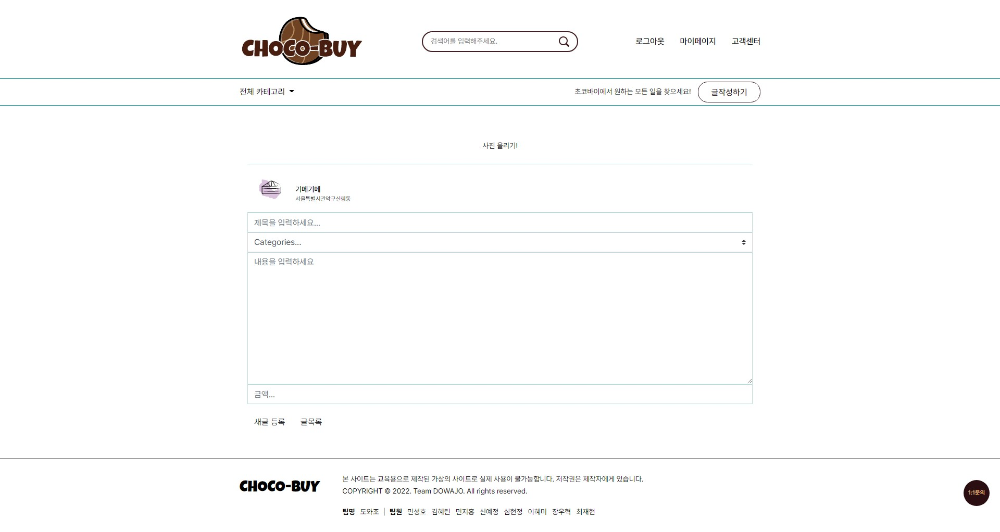 CHOCO-BUY
검색어를 입력해주세요.
로그아웃 마이페이지 고객센터
전체 카테고리
초코바이에서 원하는 모든 일을 찾으세요! 글작성하기
사진 올리기!
기메기메
서울특별시관악구신림동
제목을 입력하세요...
Categories...
내용을 입력하세요
금액...
새글 등록 글목록
CHOCO-BUY
본 사이트는 교육용으로 제작된 가상의 사이트로 실제 사용이 불가능합니다. 저작권은 제작자에게 있습니다.
COPYRIGHT © 2022. Team DOWAJO. All rights reserved.
팀명 도와조 | 팀원 민성호 김혜린 민지홍 신예정 심현정 이혜미 장우혁 최재현
1:1문의